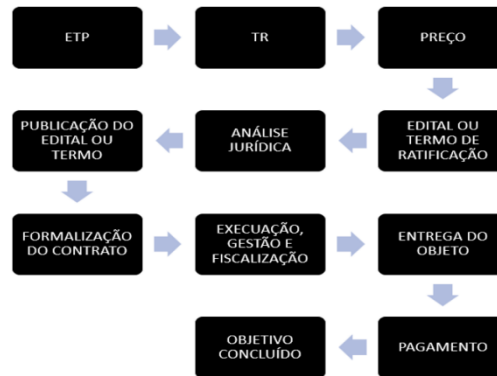 ETP
TR
PREÇO
EDITAL OU
TERMO DE
RATIFICAÇÃO
ANÁLISE
JURÍDICA
PUBLICAÇÃO DO
EDITAL OU
TERMO
FORMALIZAÇÃO
DO CONTRATO
EXECUAÇÃO,
GESTÃO E
FISCALIZAÇÃO
ENTREGA DO
OBJETO
PAGAMENTO
OBJETIVO
CONCLUÍDO